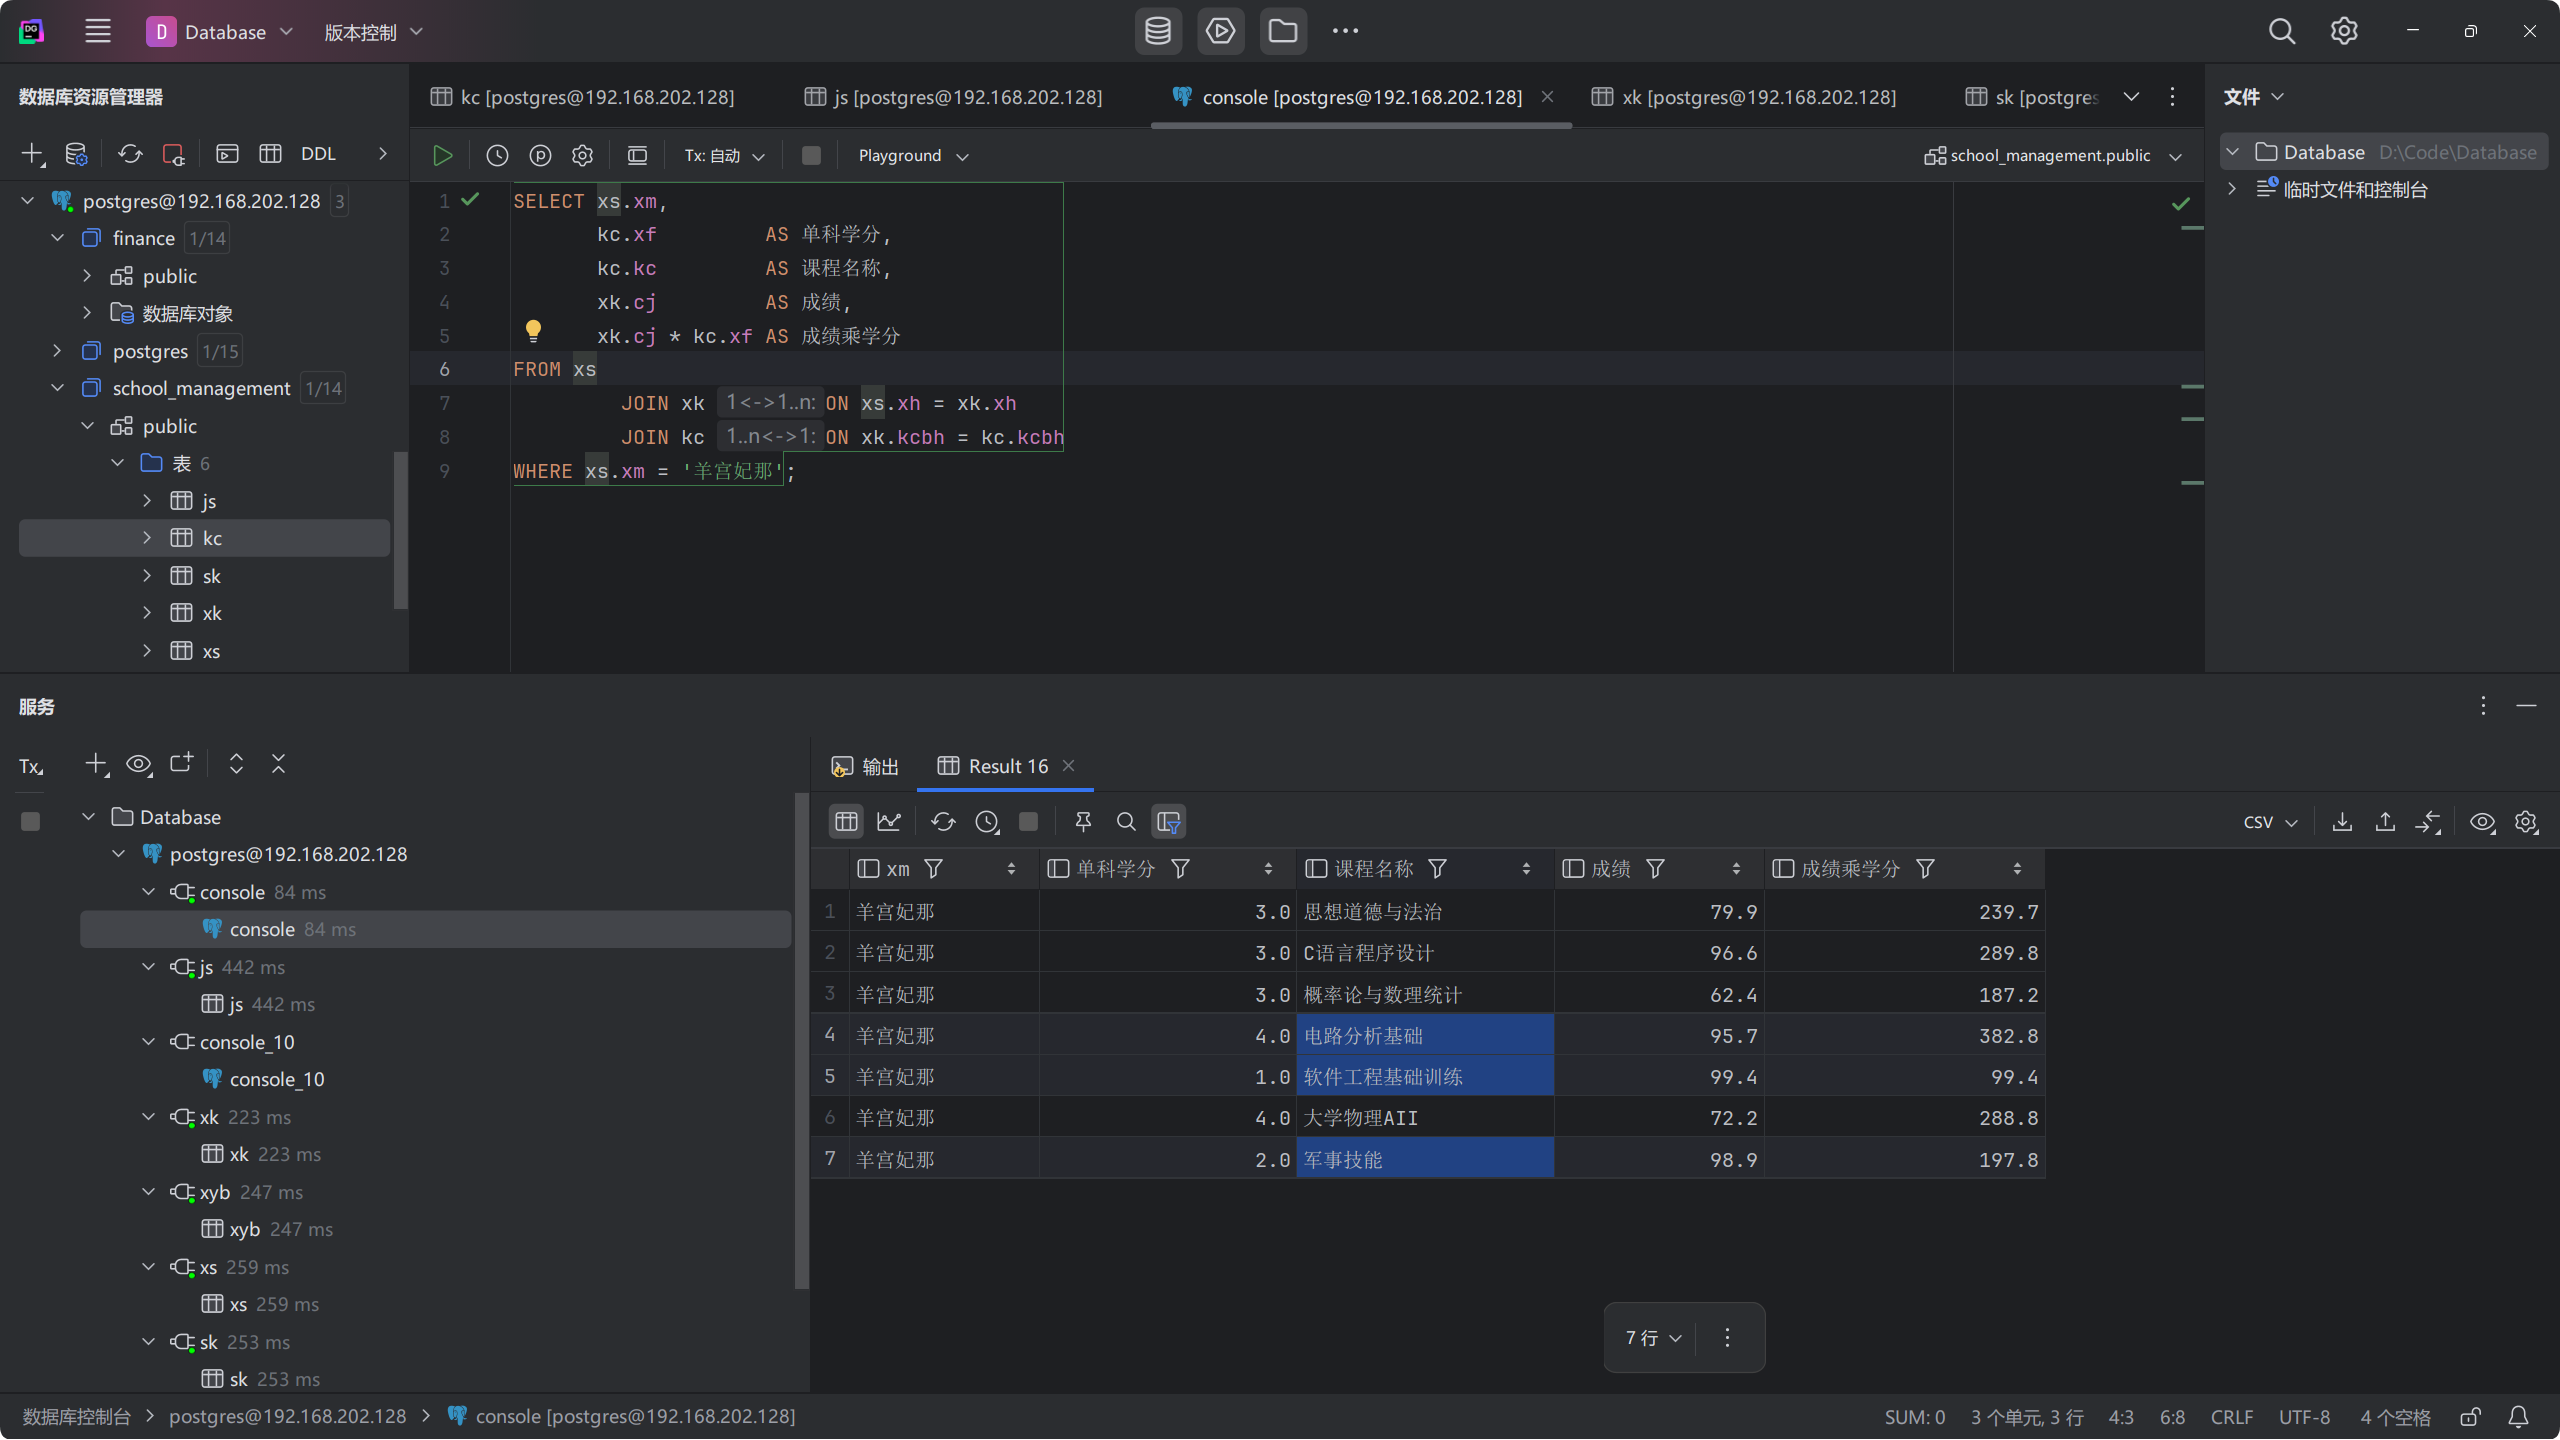 D Database 版本控制
数据库资源管理器
DDL
postgres@192.168.202.128 3
finance 1/14
public
数据库对象
postgres 1/15
school_management 1/14
public
表 6
js
kc
sk
xk
xs
kc [postgres@192.168.202.128] js [postgres@192.168.202.128] console [postgres@192.168.202.128] xk [postgres@192.168.202.128] sk [postgres
Tx: 自动 Playground school_management.public
1 SELECT xs.xm,
2 kc.xf AS 单科学分,
3 kc.kc AS 课程名称,
4 xk.cj AS 成绩,
5 xk.cj * kc.xf AS 成绩乘学分
6 FROM xs
7 JOIN xk 1<->1..n: ON xs.xh = xk.xh
8 JOIN kc 1..n<->1: ON xk.kcbh = kc.kcbh
9 WHERE xs.xm = '羊宫妃那';
文件
Database D:\Code\Database
临时文件和控制台
服务
Tx
Database
postgres@192.168.202.128
console 84 ms
console 84 ms
js 442 ms
js 442 ms
console_10
console_10
xk 223 ms
xk 223 ms
xyb 247 ms
xyb 247 ms
xs 259 ms
xs 259 ms
sk 253 ms
sk 253 ms
输出 Result 16
CSV
xm 单科学分 课程名称 成绩 成绩乘学分
1 羊宫妃那 3.0 思想道德与法治 79.9 239.7
2 羊宫妃那 3.0 C语言程序设计 96.6 289.8
3 羊宫妃那 3.0 概率论与数理统计 62.4 187.2
4 羊宫妃那 4.0 电路分析基础 95.7 382.8
5 羊宫妃那 1.0 软件工程基础训练 99.4 99.4
6 羊宫妃那 4.0 大学物理AII 72.2 288.8
7 羊宫妃那 2.0 军事技能 98.9 197.8
7 行
数据库控制台 postgres@192.168.202.128 console [postgres@192.168.202.128]
SUM: 0 3 个单元, 3 行 4:3 6:8 CRLF UTF-8 4 个空格